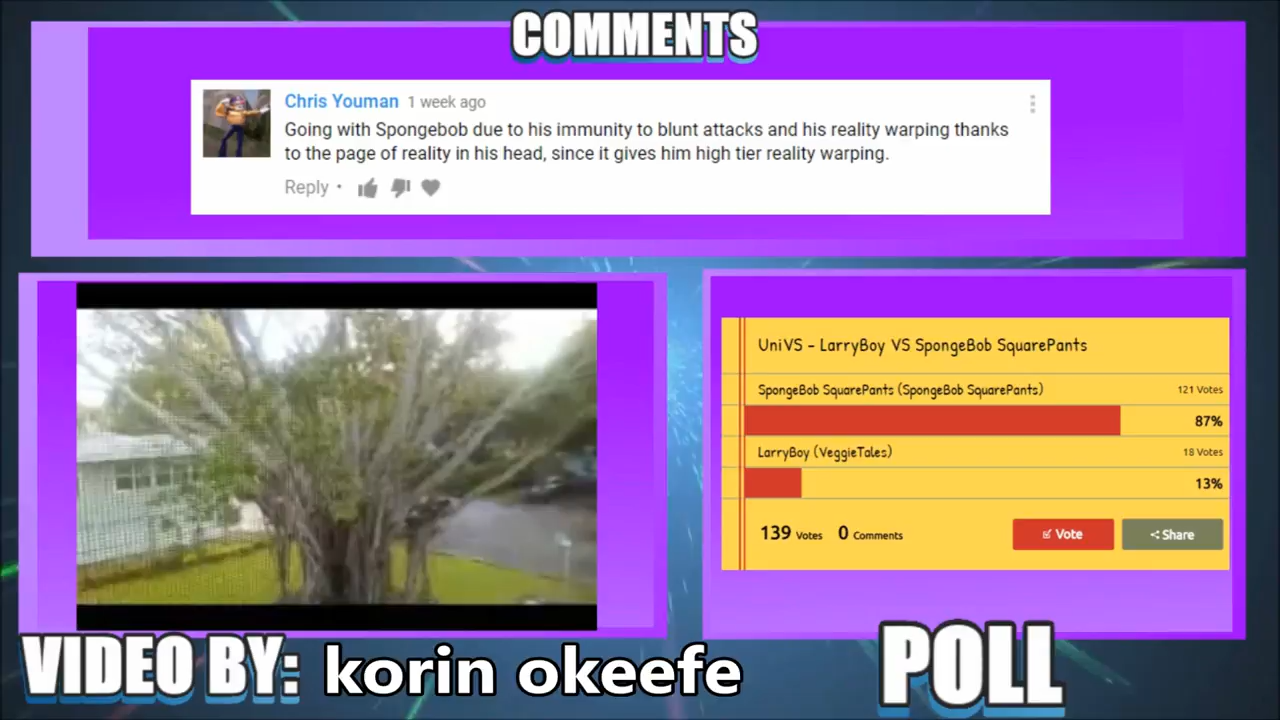 COMMENTS
Chris Youman 1 week ago
Going with Spongebob due to his immunity to blunt attacks and his reality warping thanks
to the page of reality in his head, since it gives him high tier reality warping.
Reply •
UniVS - LarryBoy VS SpongeBob SquarePants
SpongeBob SquarePants (SpongeBob SquarePants) 121 Votes
87%
LarryBoy (VeggieTales) 18 Votes
13%
139 Votes 0 Comments Vote Share
VIDEO BY: korin okeefe
POLL